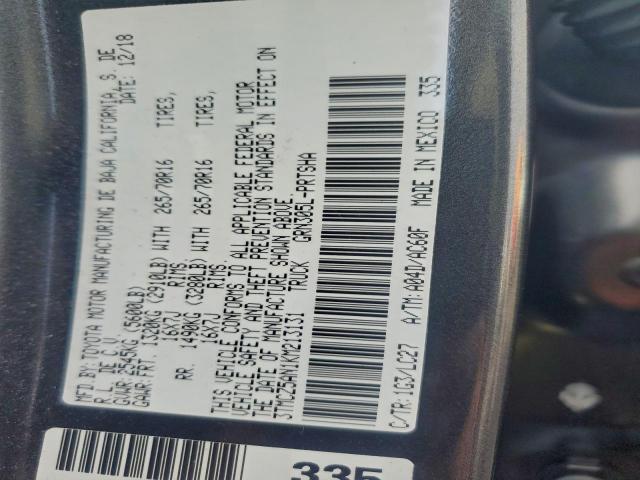 MFD.BY:TOYOTA MOTOR MANUFACTURING DE BAJA CALIFORNIA, S. DE
R.L. DE C.V. 12/18
GVWR: 2545KG (5600LB)
GAWR: FRT. 1320KG (2910LB) WITH 265/70R16 TIRES,
16X7J RIMS,
RR. 1490KG (3280LB) WITH 265/70R16 TIRES,
16X7J RIMS
THIS VEHICLE CONFORMS TO ALL APPLICABLE FEDERAL MOTOR
VEHICLE SAFETY AND THEFT PREVENTION STANDARDS IN EFFECT ON
THE DATE OF MANUFACTURE SHOWN ABOVE.
3TMCZ5AN1KM213131 TRUCK GRN305L-PRTSHA
C/TR:1G3/LC27 A/TM:A04D/AC60F MADE IN MEXICO 335
335